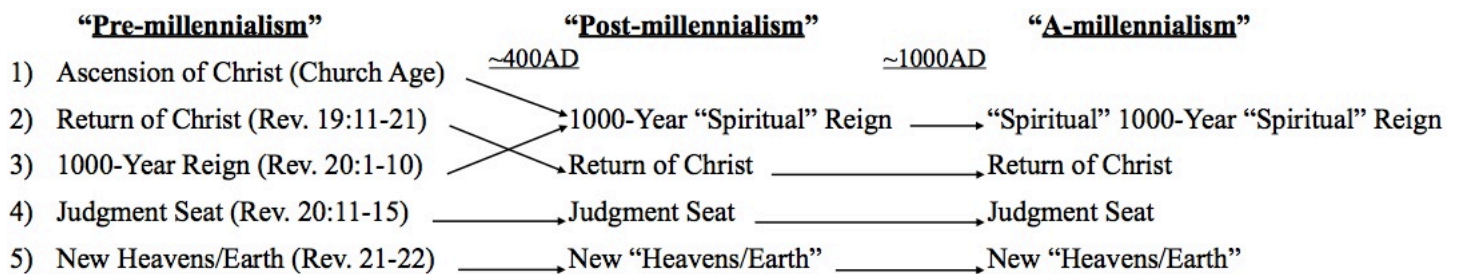 “Pre-millennialism” “Post-millennialism” “A-millennialism”
~400AD ~1000AD
1) Ascension of Christ (Church Age)
2) Return of Christ (Rev. 19:11-21) 1000-Year “Spiritual” Reign “Spiritual” 1000-Year “Spiritual” Reign
3) 1000-Year Reign (Rev. 20:1-10) Return of Christ Return of Christ
4) Judgment Seat (Rev. 20:11-15) Judgment Seat Judgment Seat
5) New Heavens/Earth (Rev. 21-22) New “Heavens/Earth” New “Heavens/Earth”